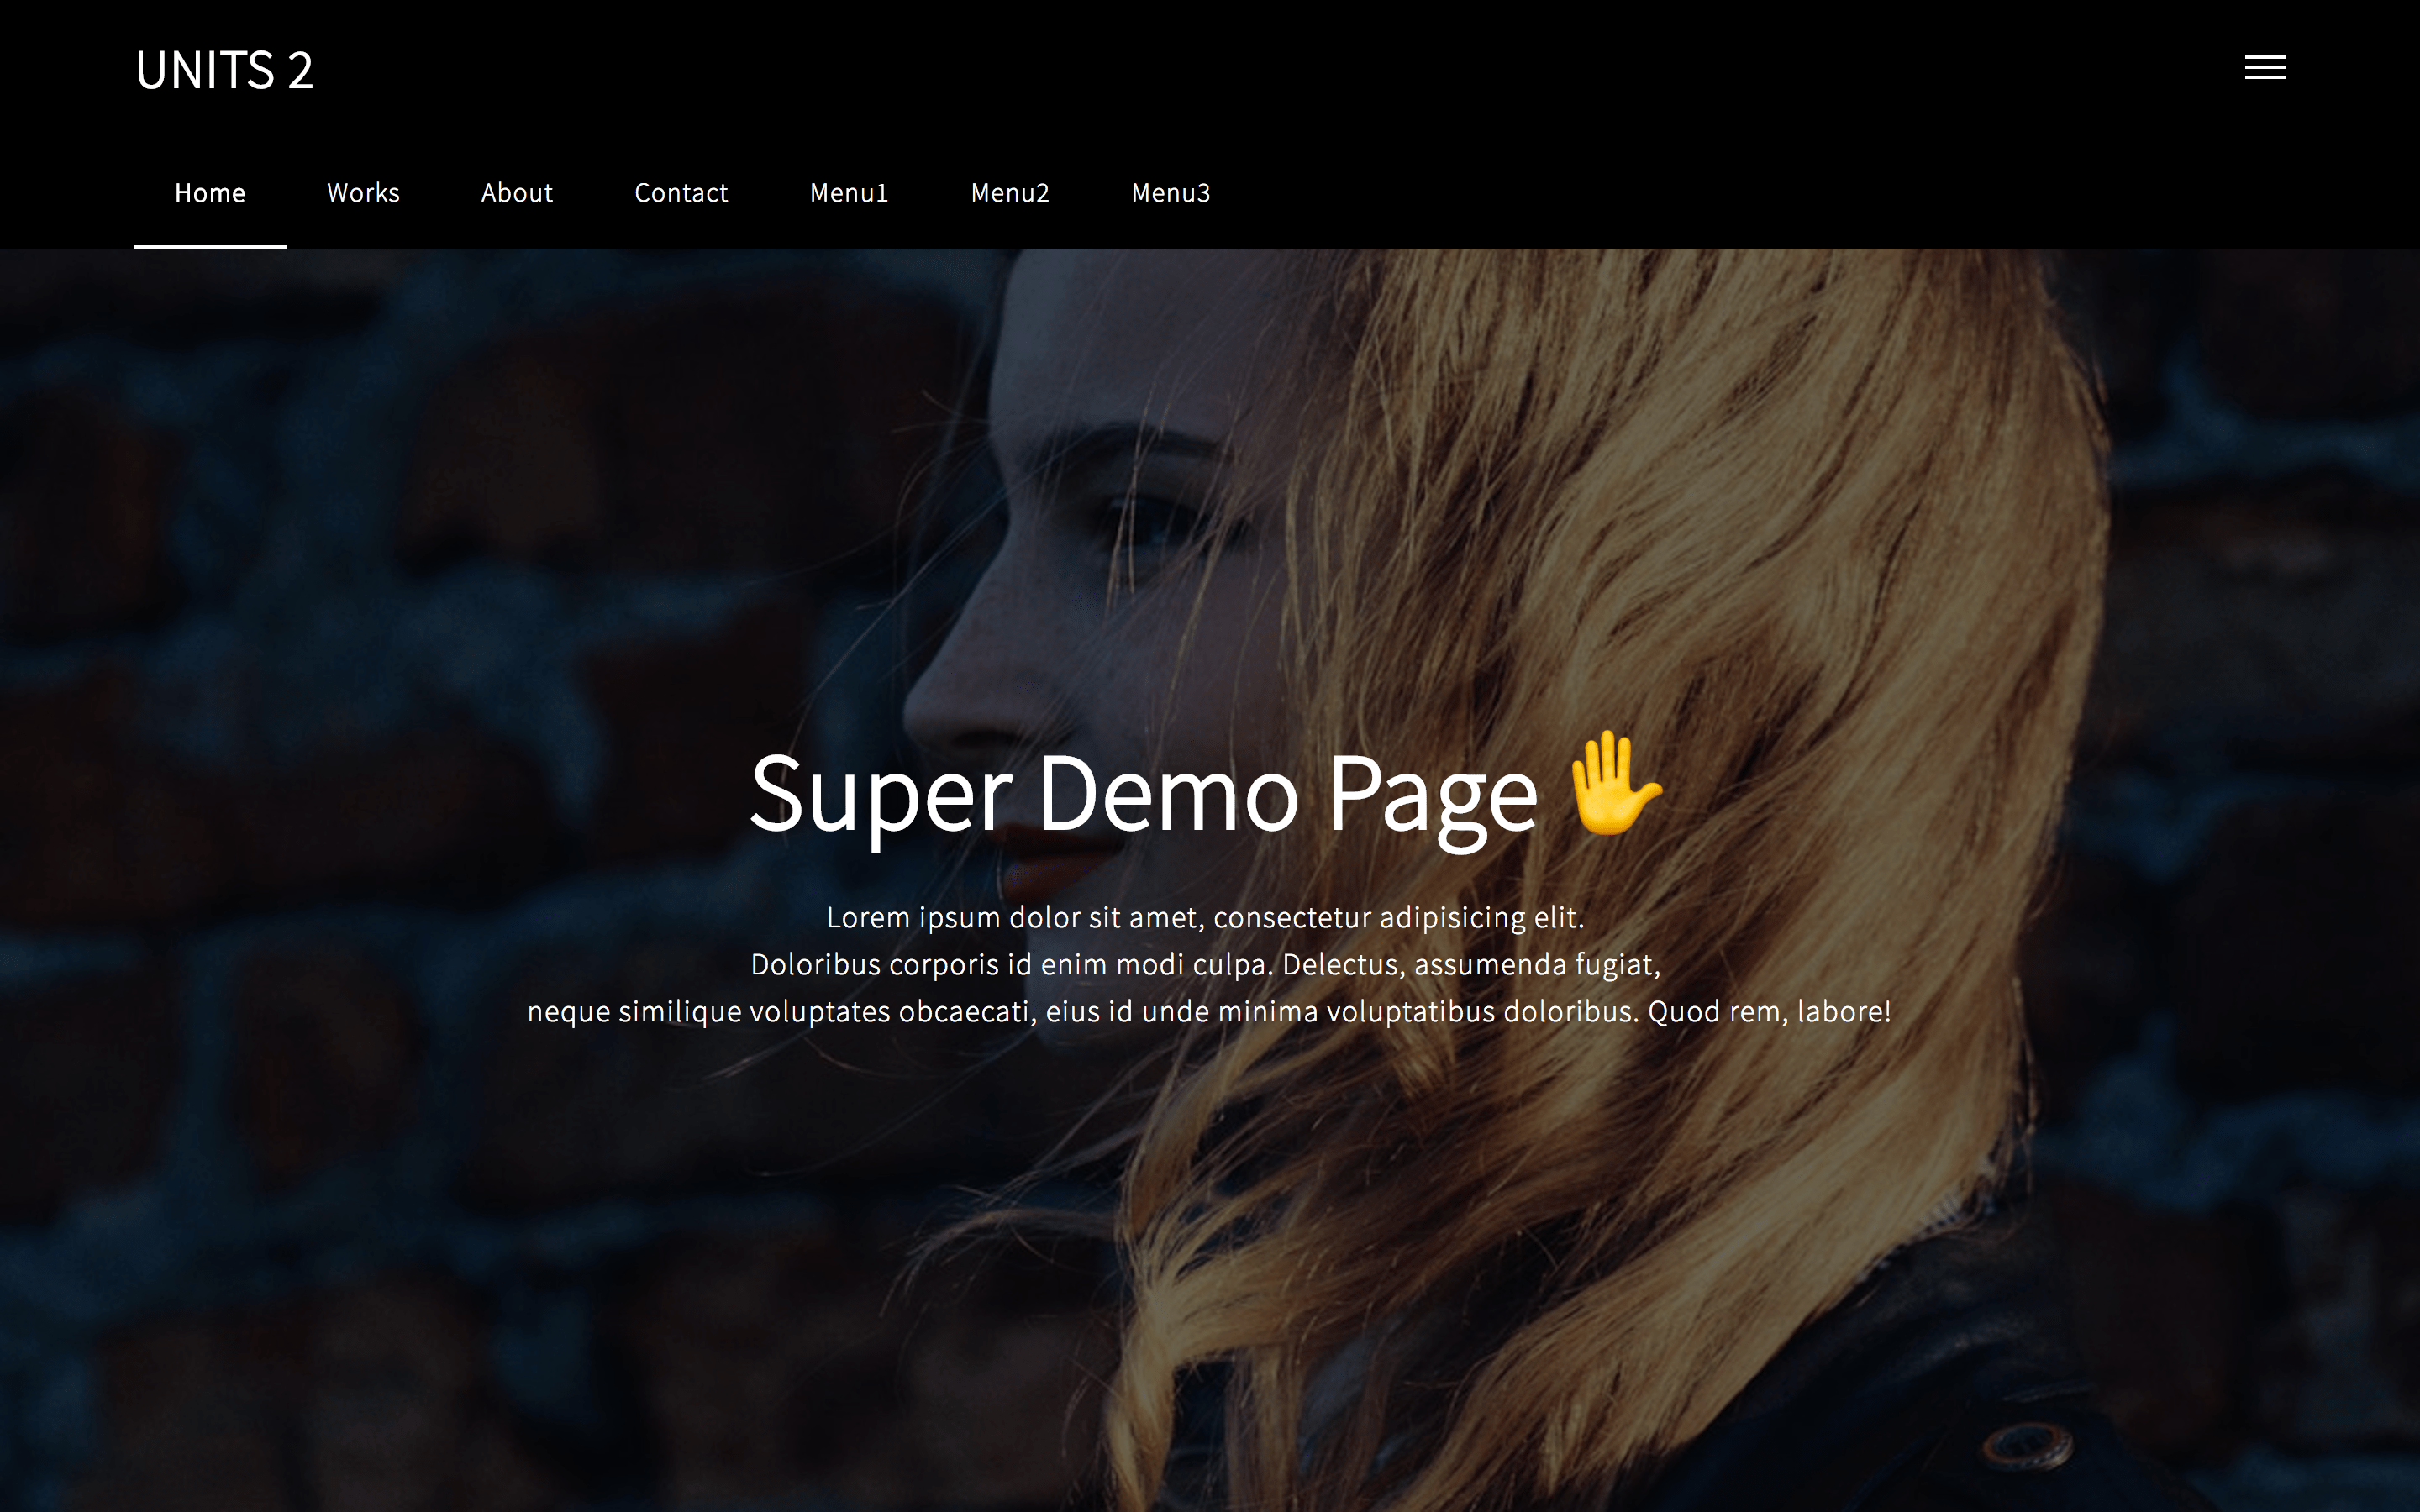 UNITS 2
Home Works About Contact Menu1 Menu2 Menu3
Super Demo Page ✋
Lorem ipsum dolor sit amet, consectetur adipisicing elit.
Doloribus corporis id enim modi culpa. Delectus, assumenda fugiat,
neque similique voluptates obcaecati, eius id unde minima voluptatibus doloribus. Quod rem, labore!